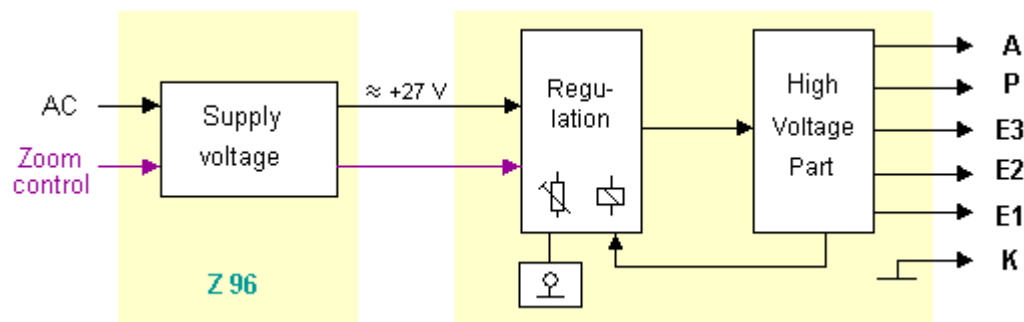 AC
Zoom
control
Supply
voltage
≈ +27 V
Z 96
Regu-
lation
High
Voltage
Part
A
P
E3
E2
E1
K